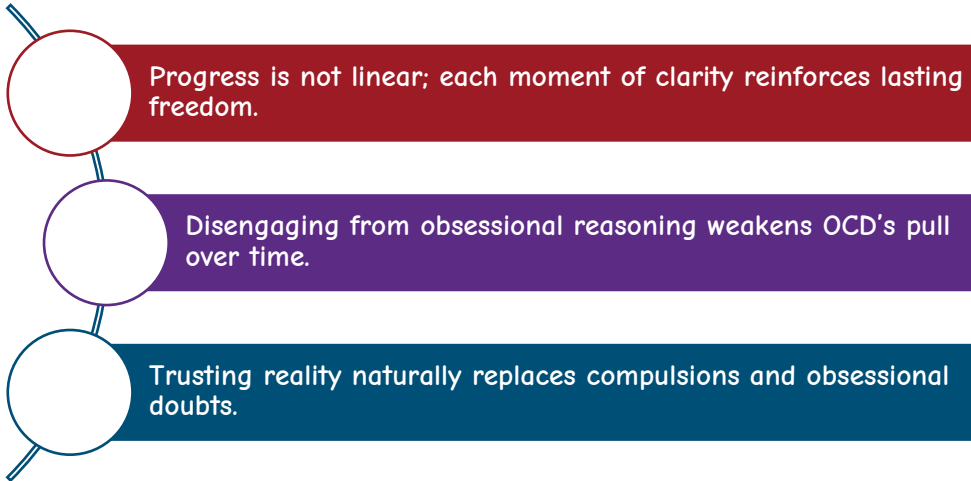 Progress is not linear; each moment of clarity reinforces lasting
freedom.
Disengaging from obsessional reasoning weakens OCD's pull
over time.
Trusting reality naturally replaces compulsions and obsessional
doubts.